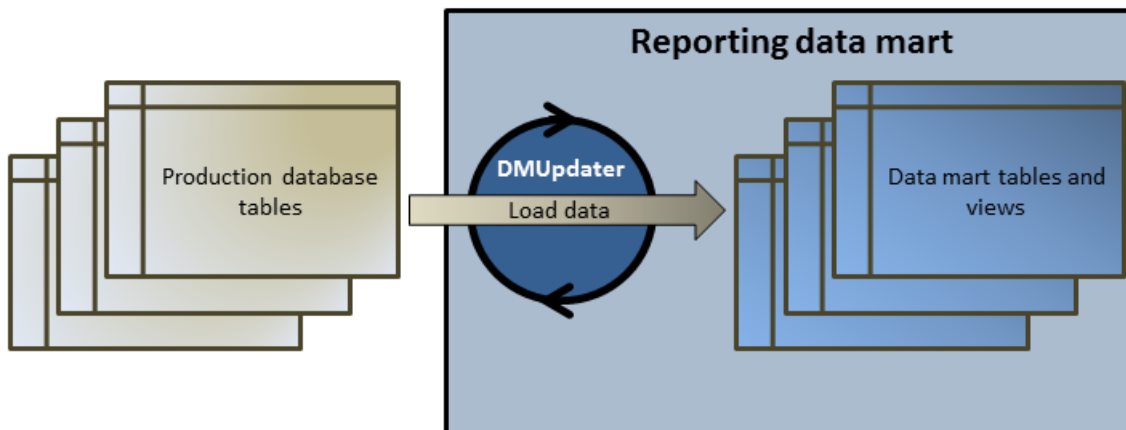 Reporting data mart
Production database
tables
DMUpdater
Load data
Data mart tables and
views